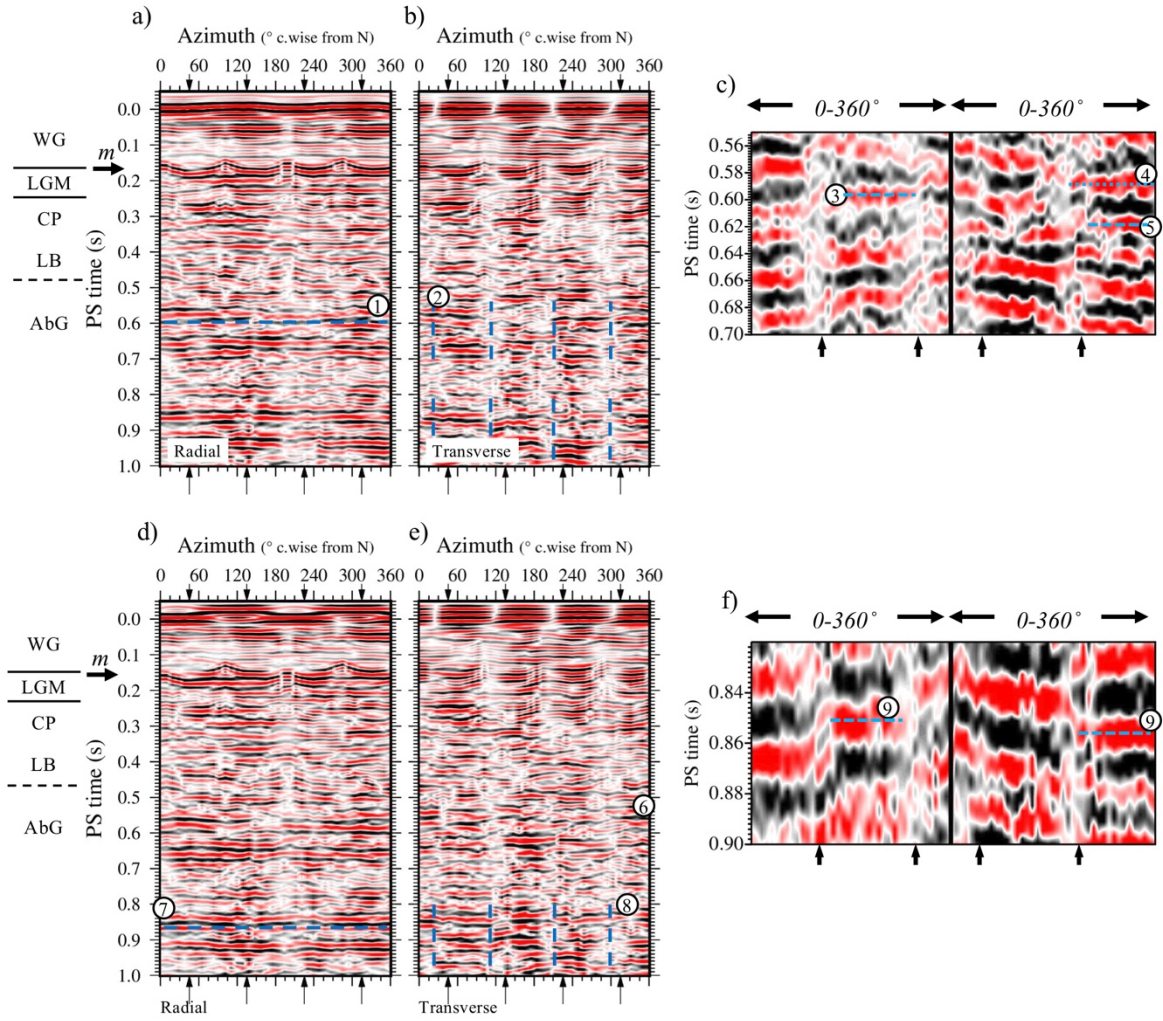 a)
b)
Azimuth (° c.wise from N)
Azimuth (° c.wise from N)
0 60 120 180 240 300 360
0 60 120 180 240 300 360
c)
0-360°
0-360°
WG
m
LGM
CP
LB
AbG
PS time (s)
0.0
0.1
0.2
0.3
0.4
0.5
0.6
0.7
0.8
0.9
1.0
1
2
Radial
Transverse
PS time (s)
0.56
0.58
0.60
0.62
0.64
0.66
0.68
0.70
3
4
5
d)
e)
Azimuth (° c.wise from N)
Azimuth (° c.wise from N)
0 60 120 180 240 300 360
0 60 120 180 240 300 360
f)
0-360°
0-360°
WG
m
LGM
CP
LB
AbG
PS time (s)
0.0
0.1
0.2
0.3
0.4
0.5
0.6
0.7
0.8
0.9
1.0
6
7
8
Radial
Transverse
PS time (s)
0.84
0.86
0.88
0.90
9
9